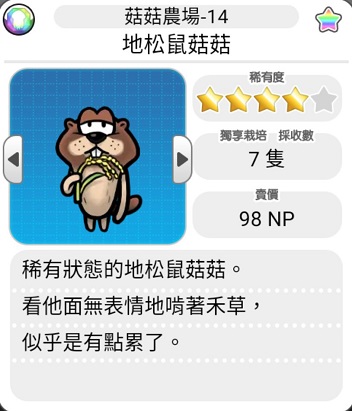 菇菇農場-14
地松鼠菇菇
稀有度
獨享栽培 採收數
7 隻
賣價
98 NP
稀有狀態的地松鼠菇菇。
看他面無表情地啃著禾草，
似乎是有點累了。